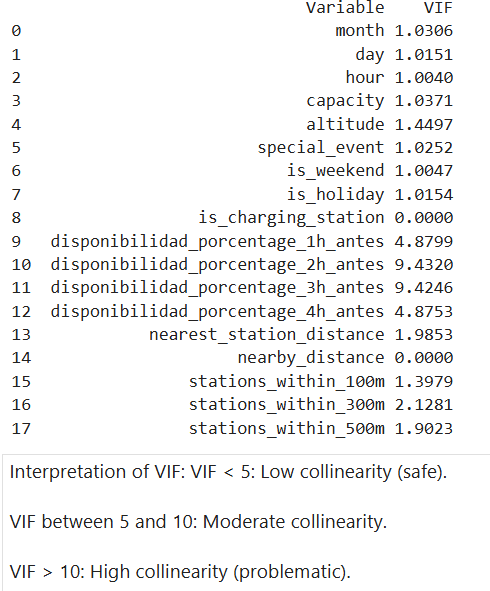 Variable VIF
0 month 1.0306
1 day 1.0151
2 hour 1.0040
3 capacity 1.0371
4 altitude 1.4497
5 special_event 1.0252
6 is_weekend 1.0047
7 is_holiday 1.0154
8 is_charging_station 0.0000
9 disponibilidad_porcentage_1h_antes 4.8799
10 disponibilidad_porcentage_2h_antes 9.4320
11 disponibilidad_porcentage_3h_antes 9.4246
12 disponibilidad_porcentage_4h_antes 4.8753
13 nearest_station_distance 1.9853
14 nearby_distance 0.0000
15 stations_within_100m 1.3979
16 stations_within_300m 2.1281
17 stations_within_500m 1.9023
Interpretation of VIF: VIF < 5: Low collinearity (safe).
VIF between 5 and 10: Moderate collinearity.
VIF > 10: High collinearity (problematic).